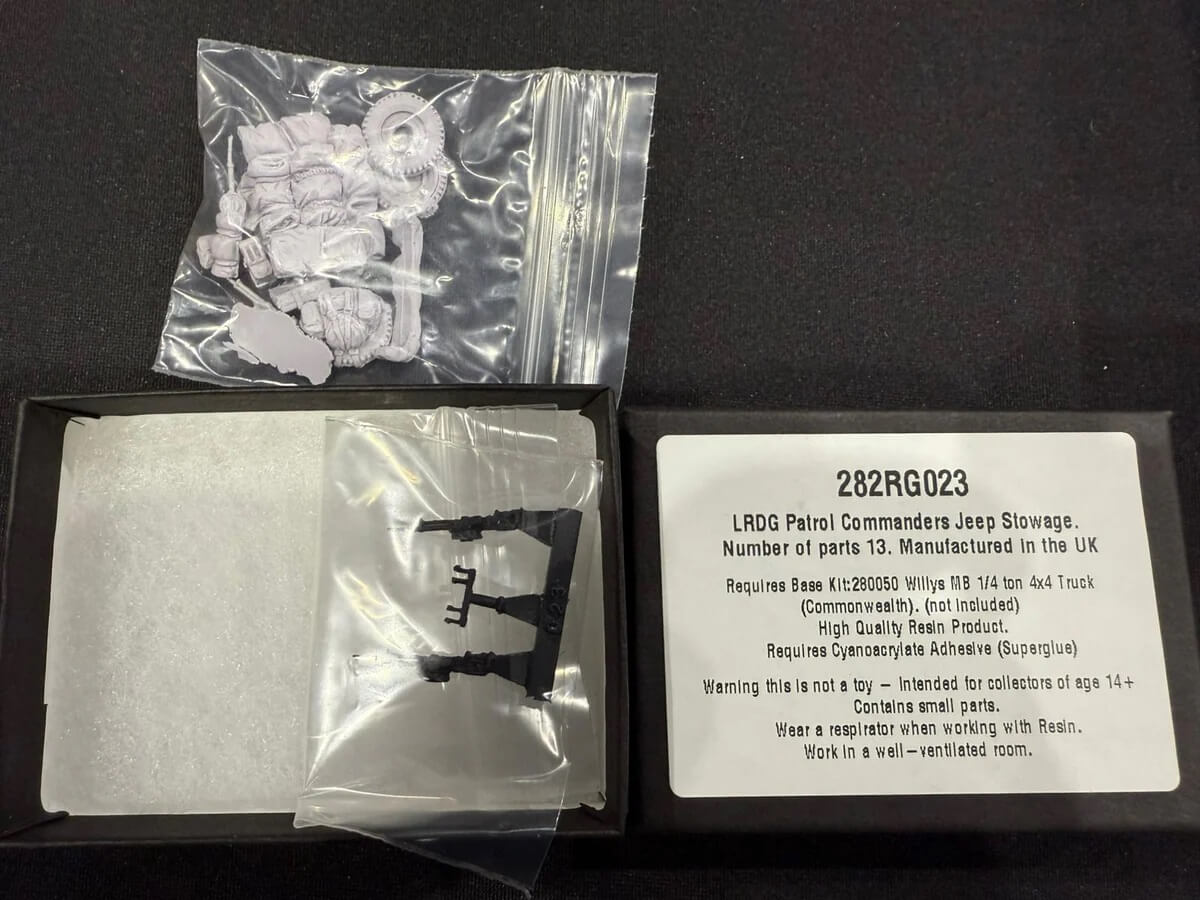 282RG023
LRDG Patrol Commanders Jeep Stowage.
Number of parts 13. Manufactured in the UK
Requires Base Kit:280050 Willys MB 1/4 ton 4x4 Truck
(Commonwealth). (not included)
High Quality Resin Product.
Requires Cyanoacrylate Adhesive (Superglue)
Warning this is not a toy – Intended for collectors of age 14+
Contains small parts.
Wear a respirator when working with Resin.
Work in a well–ventilated room.